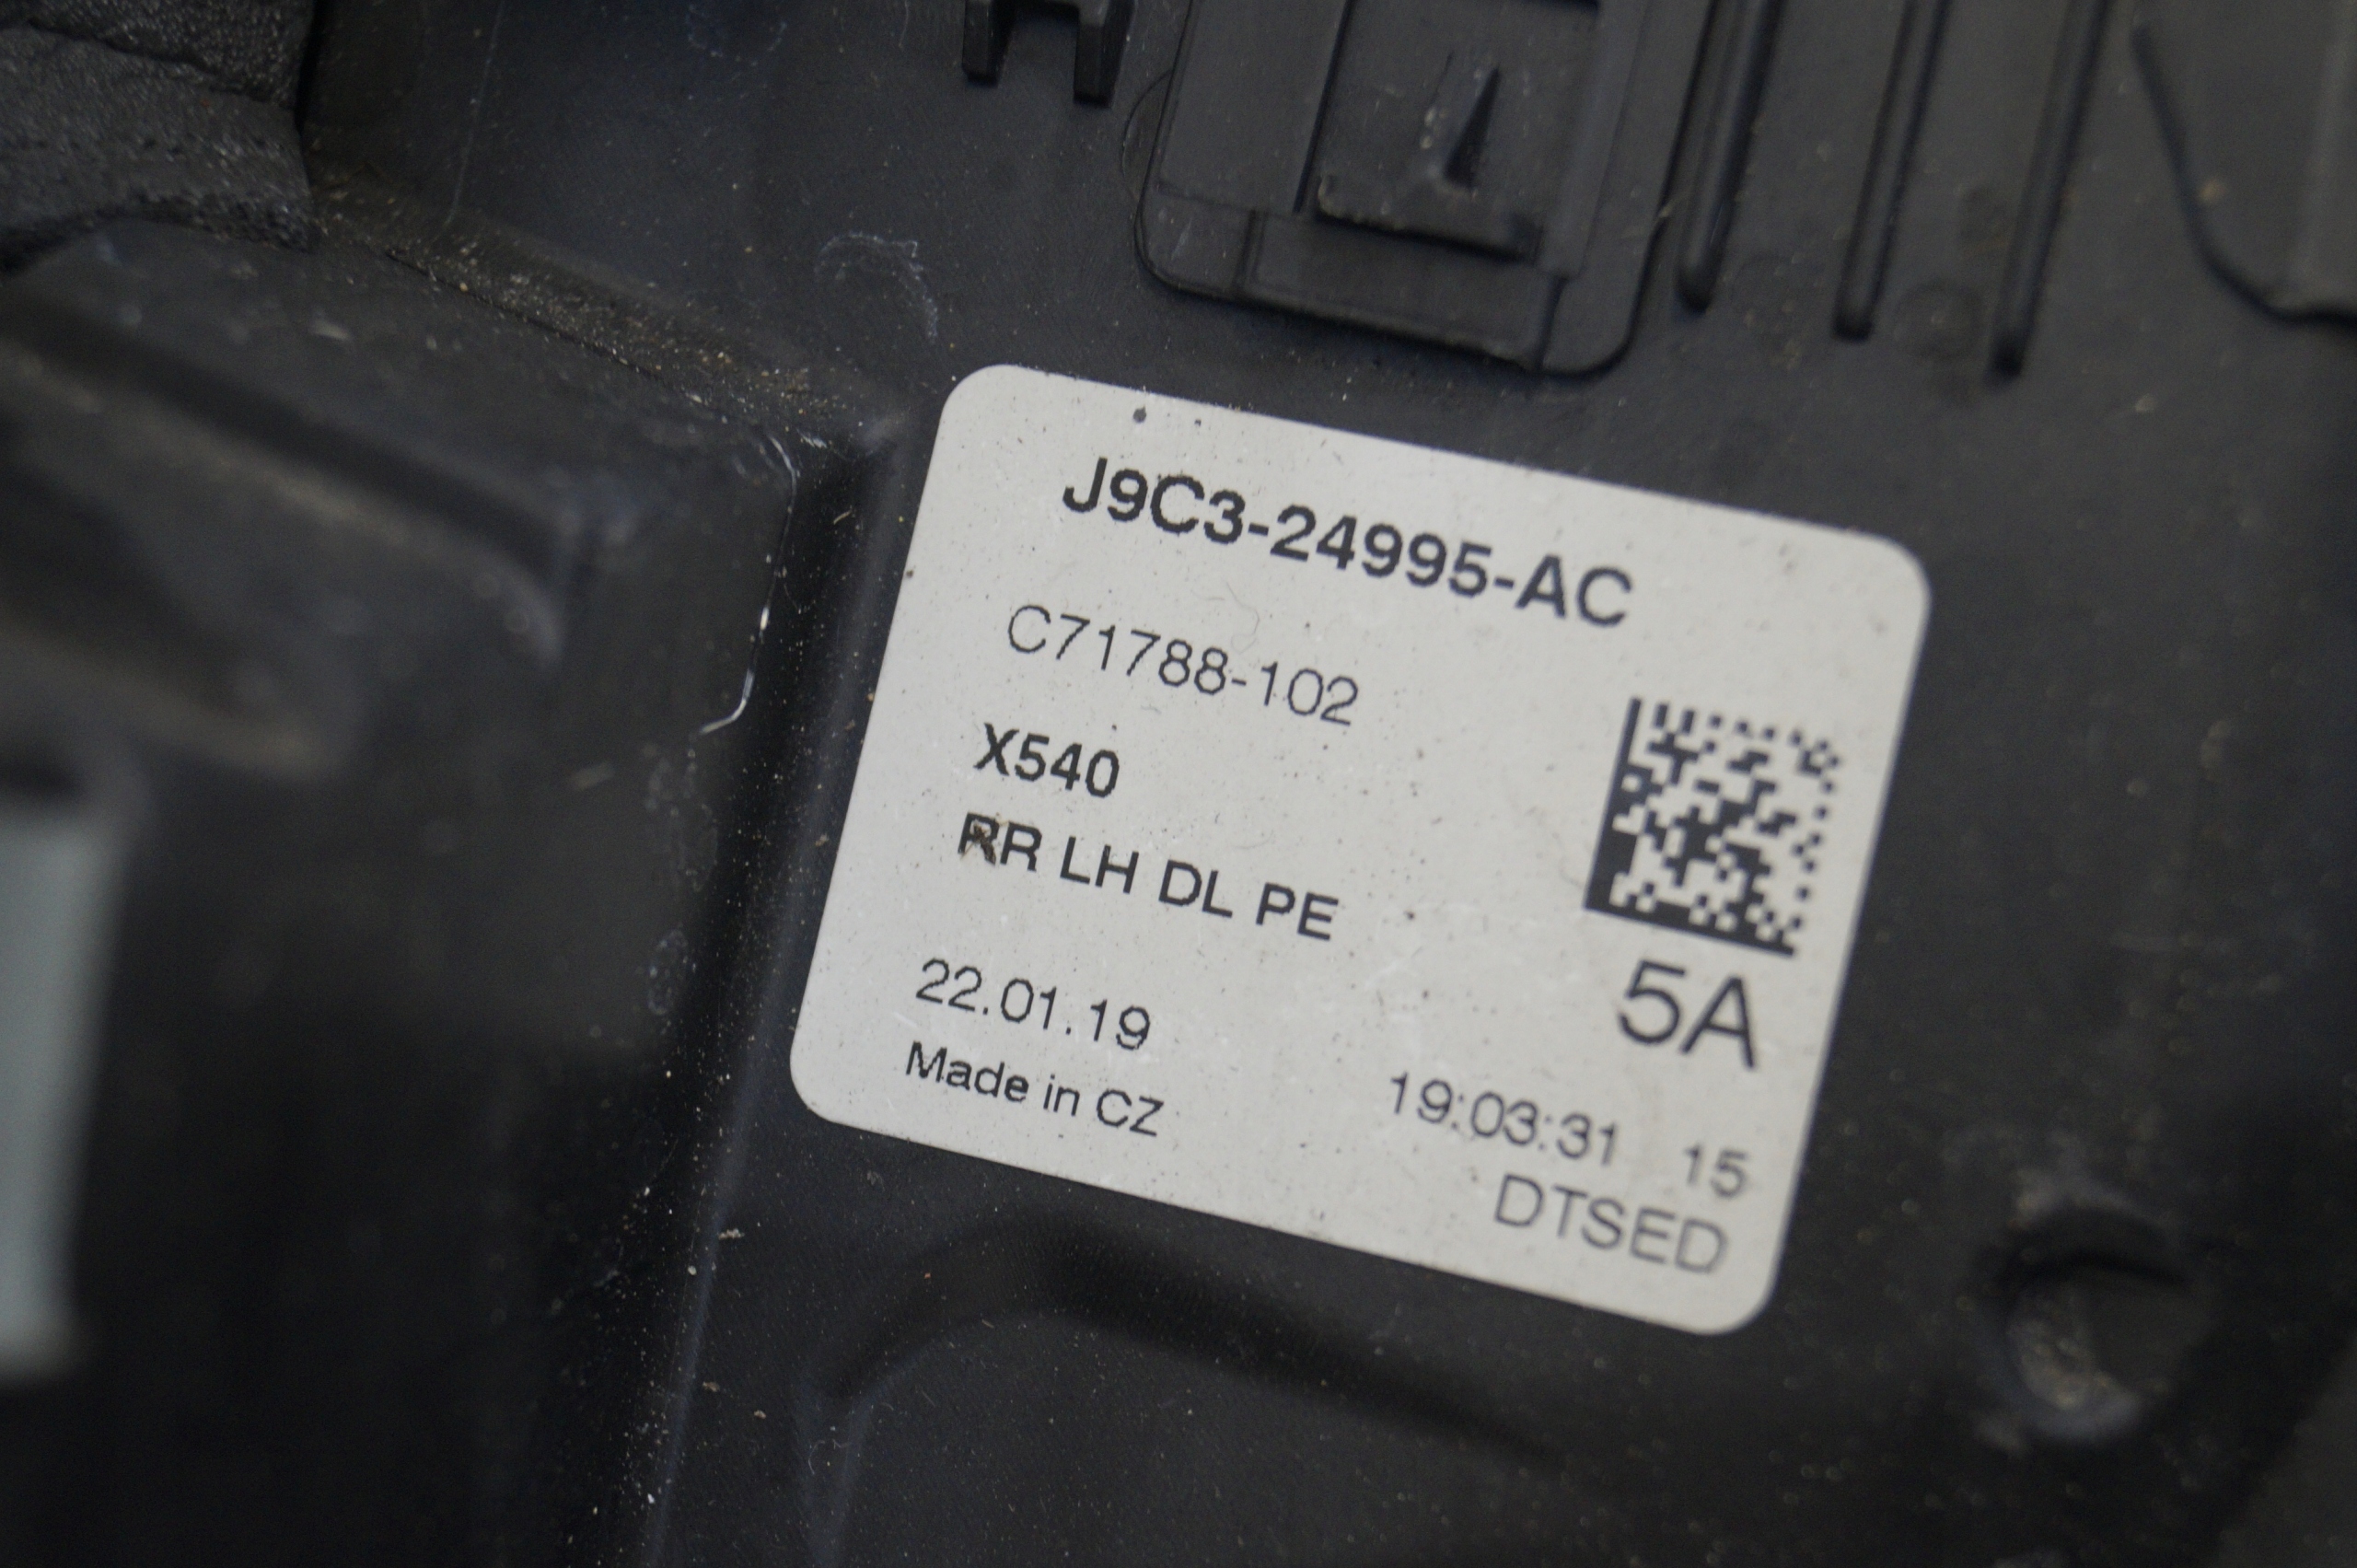 J9C3-24995-AC
C71788-102
X540
RR LH DL PE
5A
22.01.19
Made in CZ
19:03:31 15
DTSED